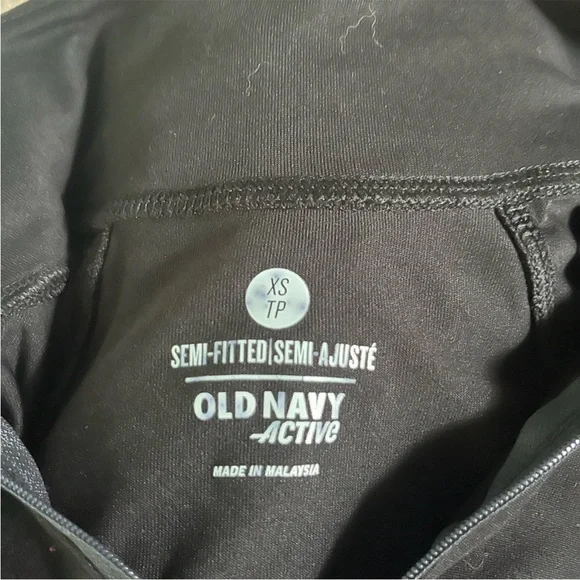 XS
TP
SEMI-FITTED|SEMI-AJUSTÉ
OLD NAVY
ACTIVE
MADE IN MALAYSIA